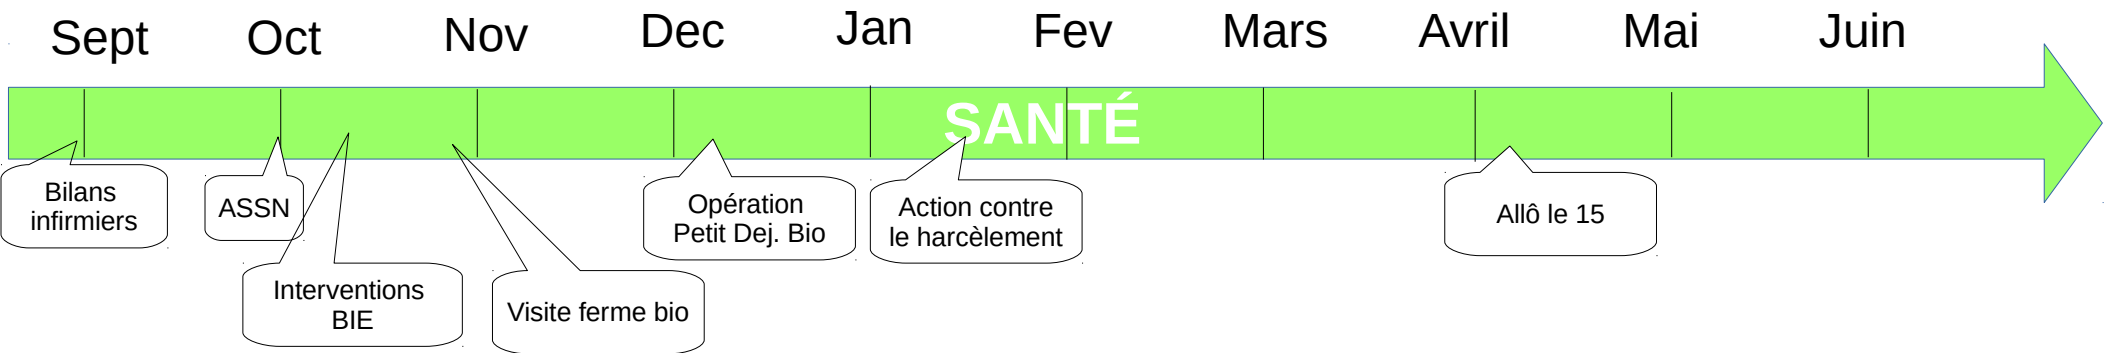 Sept Oct Nov Dec Jan Fev Mars Avril Mai Juin
SANTÉ
Bilans
infirmiers
ASSN
Interventions
BIE
Visite ferme bio
Opération
Petit Dej. Bio
Action contre
le harcèlement
Allô le 15